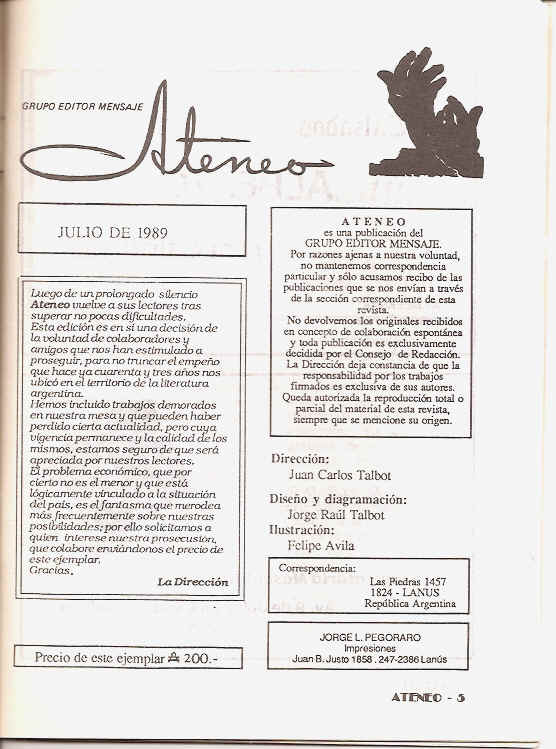 GRUPO EDITOR MENSAJE
Ateneo
JULIO DE 1989
Luego de un prolongado silencio
Ateneo vuelve a sus lectores tras
superar no pocas dificultades.
Esta edición es en sí una decisión de
la voluntad de colaboradores y
amigos que nos han estimulado a
proseguir, para no truncar el empeño
que hace ya cuarenta y tres años nos
ubicó en el territorio de la literatura
argentina.
Hemos incluido trabajos demorados
en nuestra mesa y que pueden haber
perdido cierta actualidad, pero cuya
vigencia permanece y la calidad de los
mismos, estamos seguro de que será
apreciada por nuestros lectores.
El problema económico, que por
cierto no es el menor y que está
lógicamente vinculado a la situación
del país, es el fantasma que merodea
más frecuentemente sobre nuestras
posibilidades; por ello solicitamos a
quien interese nuestra prosecusión,
que colabore enviándonos el precio de
este ejemplar.
Gracias.
La Dirección
Precio de este ejemplar ₳ 200.-
ATENEO
es una publicación del
GRUPO EDITOR MENSAJE.
Por razones ajenas a nuestra voluntad,
no mantenemos correspondencia
particular y sólo acusamos recibo de las
publicaciones que se nos envían a través
de la sección correspondiente de esta
revista.
No devolvemos los originales recibidos
en concepto de colaboración espontánea
y toda publicación es exclusivamente
decidida por el Consejo de Redacción.
La Dirección deja constancia de que la
responsabilidad por los trabajos
firmados es exclusiva de sus autores.
Queda autorizada la reproducción total o
parcial del material de esta revista,
siempre que se mencione su origen.
Dirección:
Juan Carlos Talbot
Diseño y diagramación:
Jorge Raúl Talbot
Ilustración:
Felipe Avila
Correspondencia:
Las Piedras 1457
1824 - LANUS
República Argentina
JORGE L. PEGORARO
Impresiones
Juan B. Justo 1858 . 247-2386 Lanús
ATENEO - 5